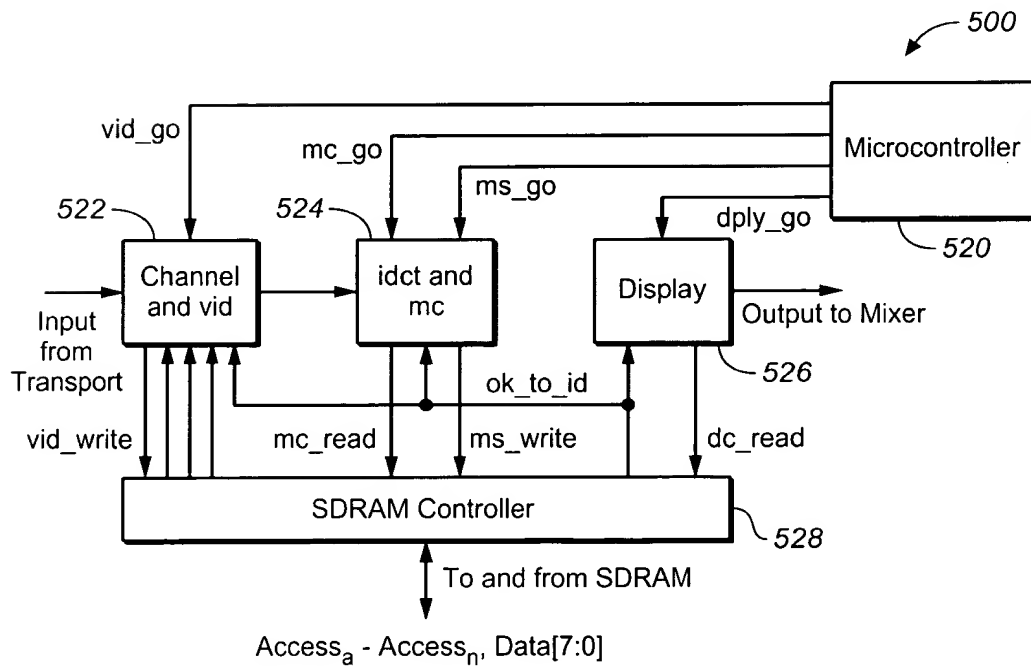 500
vid_go
mc_go
ms_go
Microcontroller
dply_go
520
522
524
Channel
and vid
idct and
mc
Display
Input
from
Transport
Output to Mixer
526
ok_to_id
vid_write
mc_read
ms_write
dc_read
SDRAM Controller
528
To and from SDRAM
Accessₐ - Accessₙ, Data[7:0]